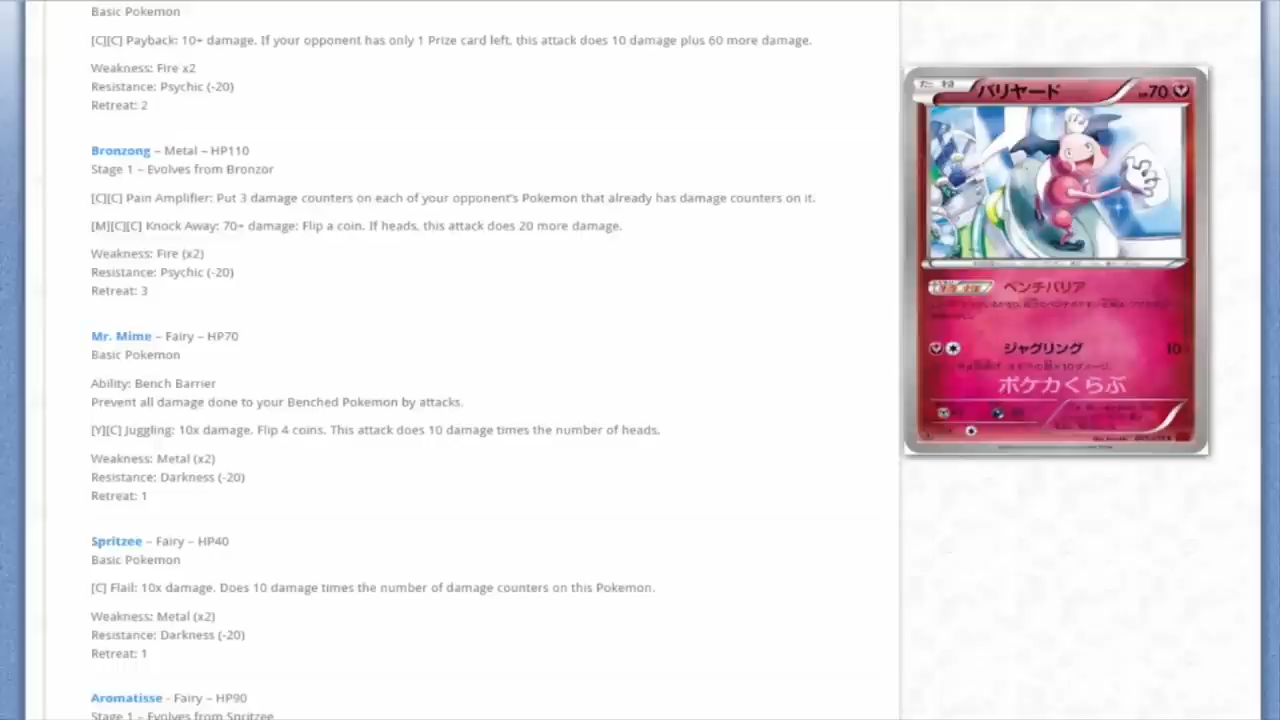 Basic Pokemon
[C][C] Payback: 10+ damage. If your opponent has only 1 Prize card left, this attack does 10 damage plus 60 more damage.
Weakness: Fire x2
Resistance: Psychic (-20)
Retreat: 2
Bronzong – Metal – HP110
Stage 1 – Evolves from Bronzor
[C][C] Pain Amplifier: Put 3 damage counters on each of your opponent's Pokemon that already has damage counters on it.
[M][C][C] Knock Away: 70+ damage: Flip a coin. If heads, this attack does 20 more damage.
Weakness: Fire (x2)
Resistance: Psychic (-20)
Retreat: 3
Mr. Mime – Fairy – HP70
Basic Pokemon
Ability: Bench Barrier
Prevent all damage done to your Benched Pokemon by attacks.
[Y][C] Juggling: 10x damage. Flip 4 coins. This attack does 10 damage times the number of heads.
Weakness: Metal (x2)
Resistance: Darkness (-20)
Retreat: 1
Spritzee – Fairy – HP40
Basic Pokemon
[C] Flail: 10x damage. Does 10 damage times the number of damage counters on this Pokemon.
Weakness: Metal (x2)
Resistance: Darkness (-20)
Retreat: 1
Aromatisse - Fairy – HP90
Stage 1 – Evolves from Spritzee
バリヤード HP70
ベンチバリア
ジャグリング 10
ポケカくらぶ